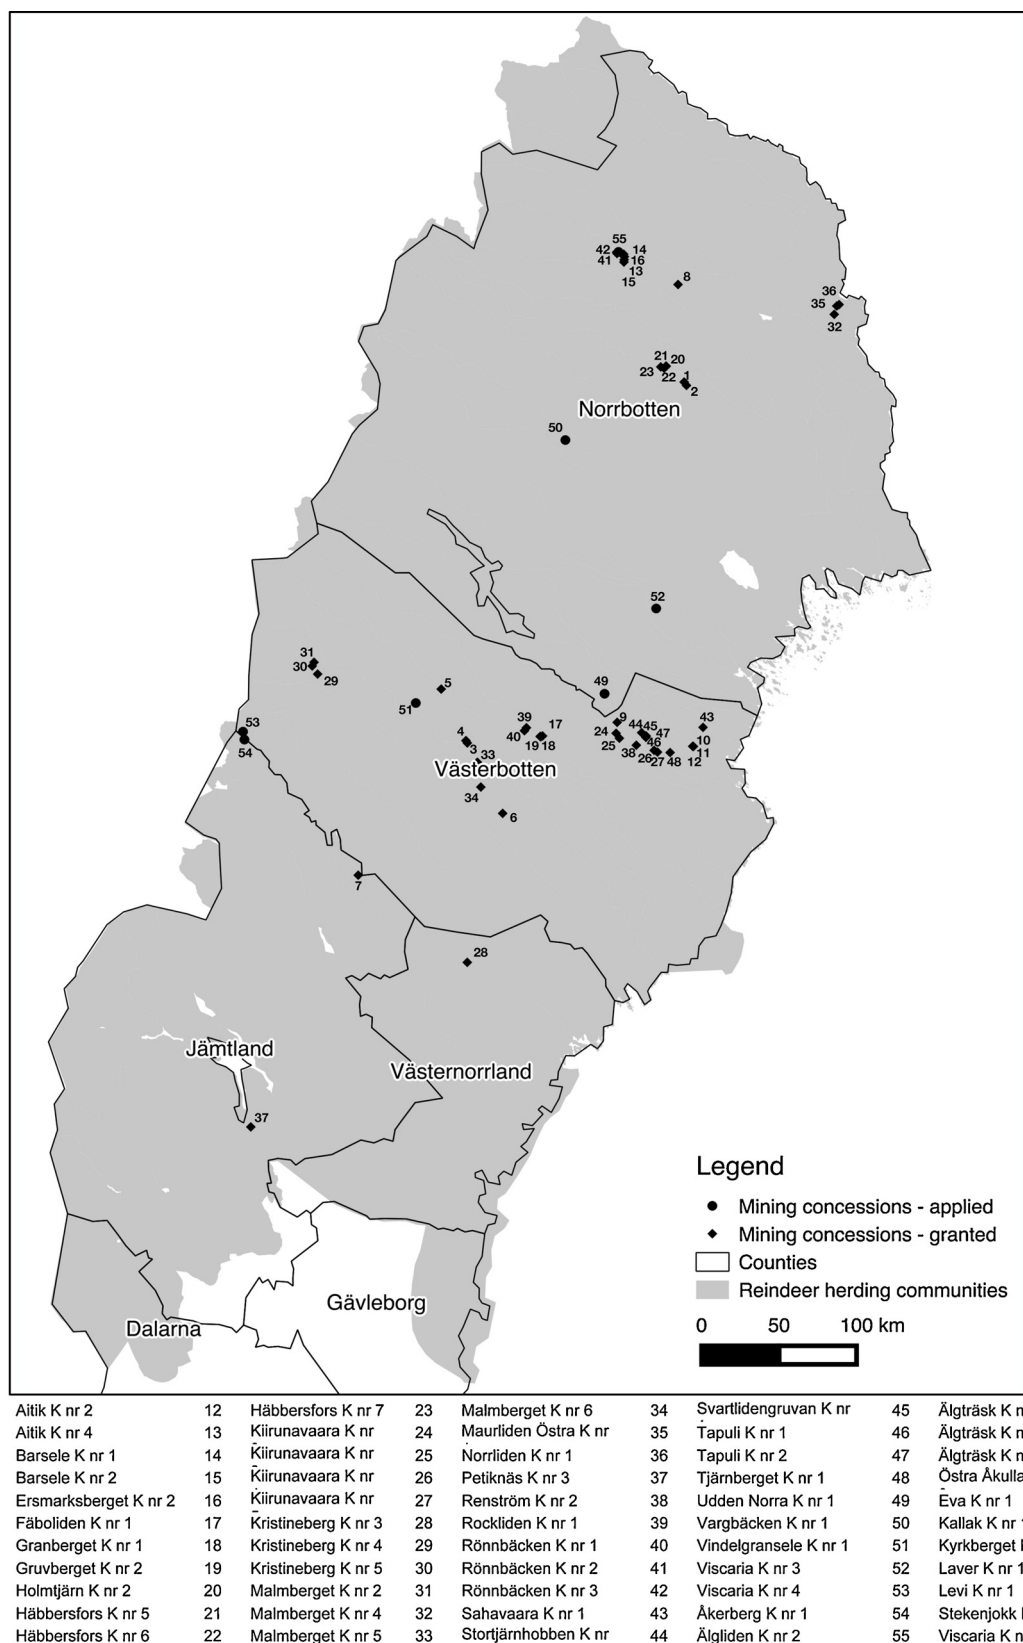 55
42
14
41
16
13
15
8
36
35
32
21
20
23
22
1
2
Norrbotten
50
52
31
30
29
5
51
49
53
54
39
17
40
19
18
4
3
33
9
24
25
44
45
47
46
38
26
27
48
43
10
11
12
Västerbotten
34
6
7
28
Jämtland
Västernorrland
37
Legend
Mining concessions - applied
Mining concessions - granted
Counties
Reindeer herding communities
0 50 100 km
Gävleborg
Dalarna
Aitik K nr 2 12 Häbbersfors K nr 7 23 Malmberget K nr 6 34 Svartlidengruvan K nr 45 Älgträsk K
Aitik K nr 4 13 Kiirunavaara K nr 24 Maurliden Östra K nr 35 Tapuli K nr 1 46 Älgträsk K
Barsele K nr 1 14 Kiirunavaara K nr 25 Norrliden K nr 1 36 Tapuli K nr 2 47 Älgträsk K
Barsele K nr 2 15 Kiirunavaara K nr 26 Petiknäs K nr 3 37 Tjärnberget K nr 1 48 Östra
Ersmarksberget K nr 2 16 Kiirunavaara K nr 27 Renström K nr 2 38 Udden Norra K nr 1 49 Eva K nr 1
Fäboliden K nr 1 17 Kristineberg K nr 3 28 Rockliden K nr 1 39 Vargbäcken K nr 1 50 Kallak K nr
Granberget K nr 1 18 Kristineberg K nr 4 29 Rönnbäcken K nr 1 40 Vindelgransele K nr 1 51 Kyrkberget
Gruvberget K nr 2 19 Kristineberg K nr 5 30 Rönnbäcken K nr 2 41 Viscaria K nr 3 52 Laver K nr 1
Holmtjärn K nr 2 20 Malmberget K nr 2 31 Rönnbäcken K nr 3 42 Viscaria K nr 4 53 Levi K nr 1
Häbbersfors K nr 5 21 Malmberget K nr 4 32 Sahavaara K nr 1 43 Åkerberg K nr 1 54 Stekenjokk
Häbbersfors K nr 6 22 Malmberget K nr 5 33 Stortjärnhobben K nr 44 Älgliden K nr 2 55 Viscaria K